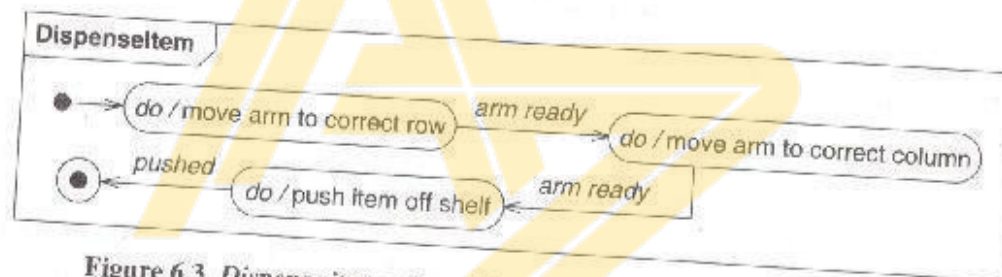 DispenseItem
do / move arm to correct row
arm ready
do / move arm to correct column
pushed
do / push item off shelf
arm ready
Figure 6.3